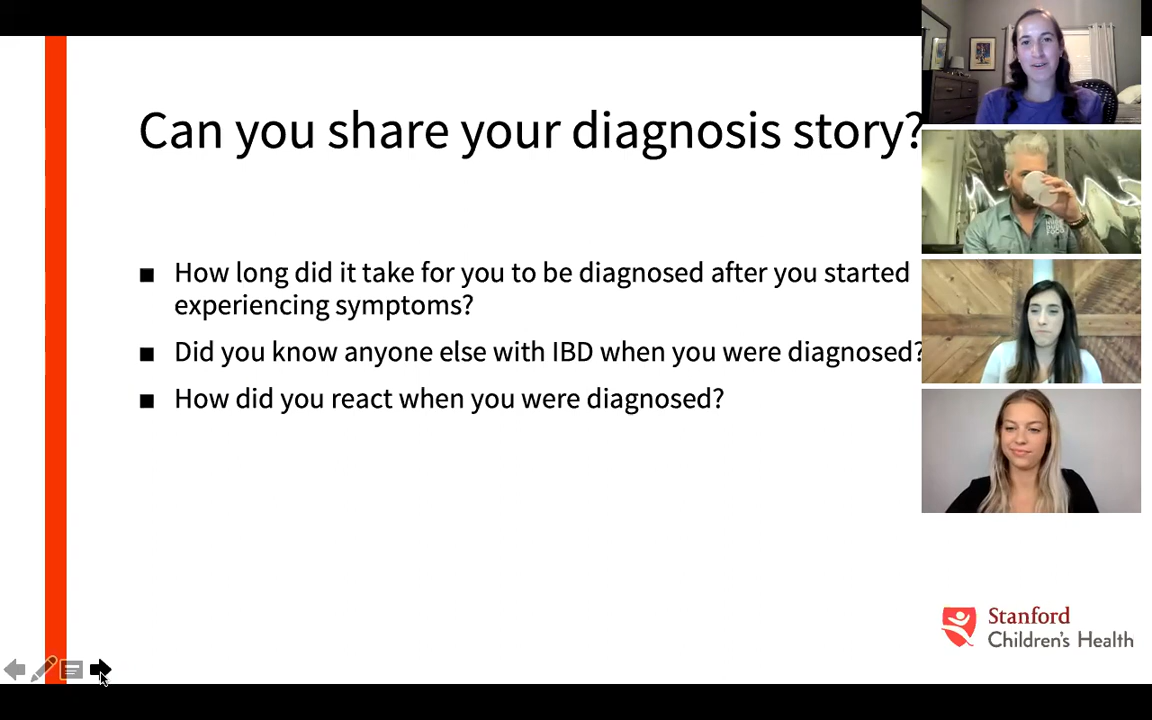 Can you share your diagnosis story?
■ How long did it take for you to be diagnosed after you started
experiencing symptoms?
■ Did you know anyone else with IBD when you were diagnosed?
■ How did you react when you were diagnosed?
Stanford
Children's Health